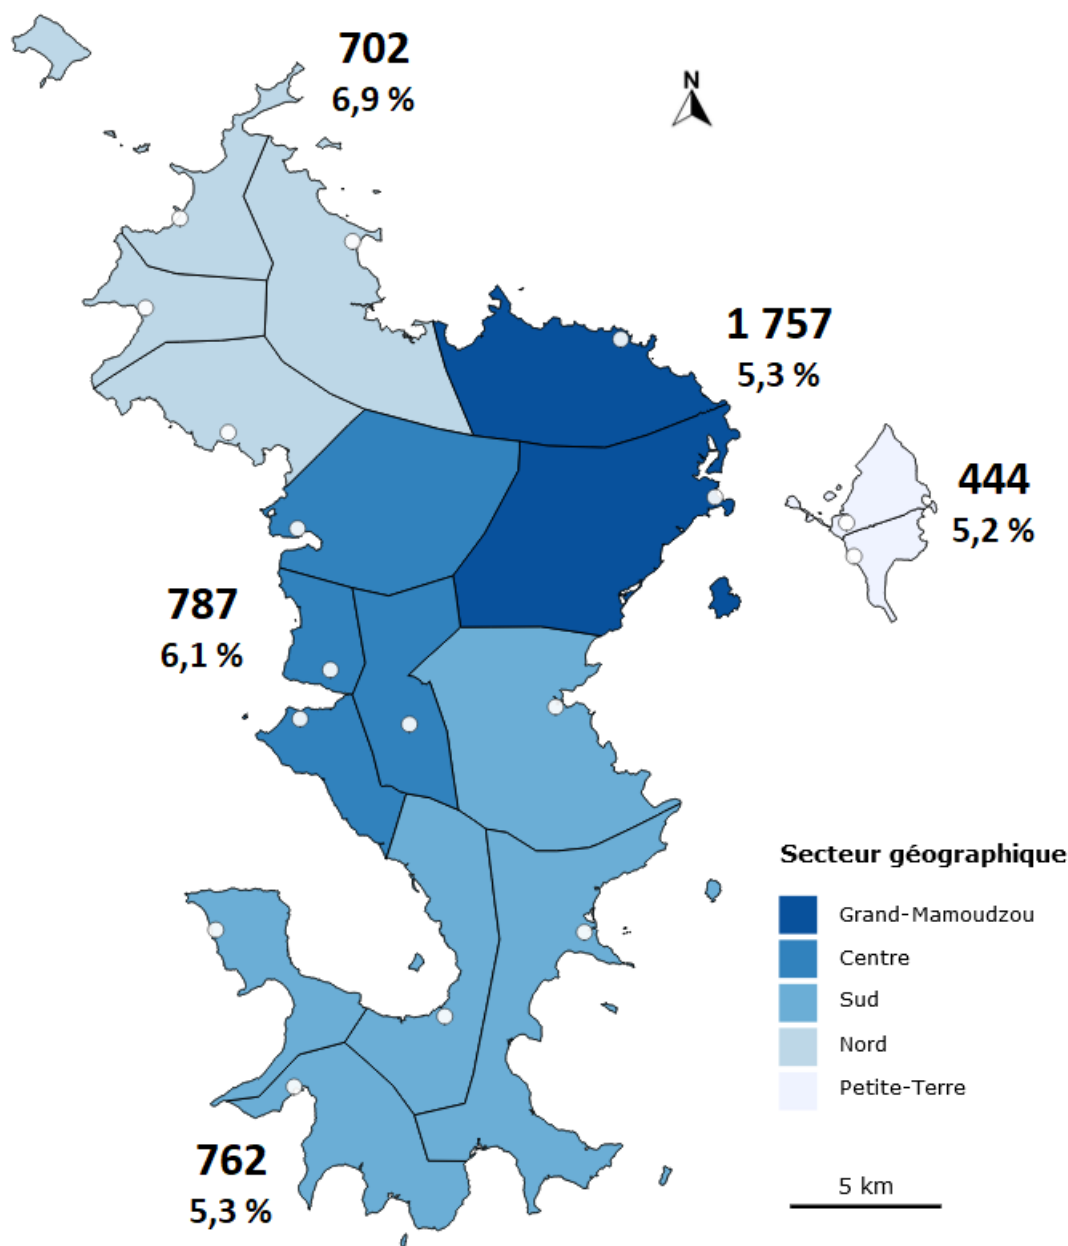 702
6,9 %
N
1 757
5,3 %
444
5,2 %
787
6,1 %
Secteur géographique
Grand-Mamoudzou
Centre
Sud
Nord
Petite-Terre
762
5,3 %
5 km